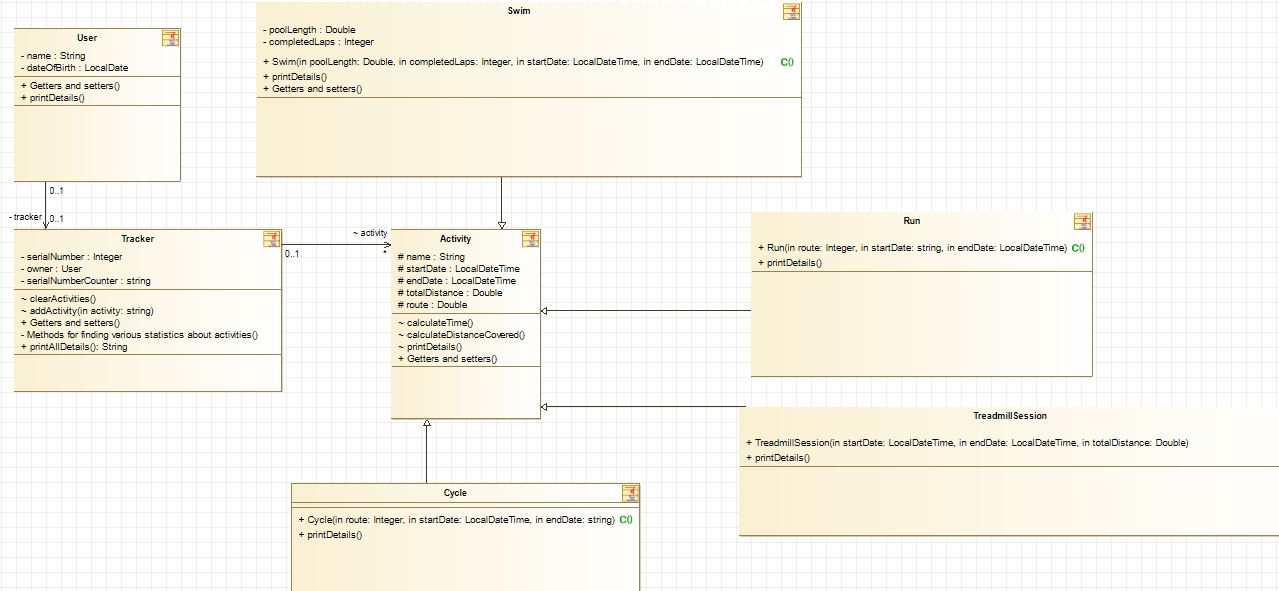 Swim
- poolLength : Double
- completedLaps : Integer
+ Swim(in poolLength: Double, in completedLaps: Integer, in startDate: LocalDateTime, in endDate: LocalDateTime) C()
+ printDetails()
+ Getters and setters()
User
- name : String
- dateOfBirth : LocalDate
+ Getters and setters()
+ printDetails()
0..1
- tracker
0..1
Tracker
- serialNumber : Integer
- owner : User
- serialNumberCounter : string
~ clearActivities()
~ addActivity(in activity: string)
+ Getters and setters()
- Methods for finding various statistics about activities()
+ printAllDetails(): String
~ activity
0..1
*
Activity
# name : String
# startDate : LocalDateTime
# endDate : LocalDateTime
# totalDistance : Double
# route : Double
~ calculateTime()
~ calculateDistanceCovered()
~ printDetails()
+ Getters and setters()
Run
+ Run(in route: Integer, in startDate: string, in endDate: LocalDateTime) C()
+ printDetails()
TreadmillSession
+ TreadmillSession(in startDate: LocalDateTime, in endDate: LocalDateTime, in totalDistance: Double)
+ printDetails()
Cycle
+ Cycle(in route: Integer, in startDate: LocalDateTime, in endDate: string) C()
+ printDetails()